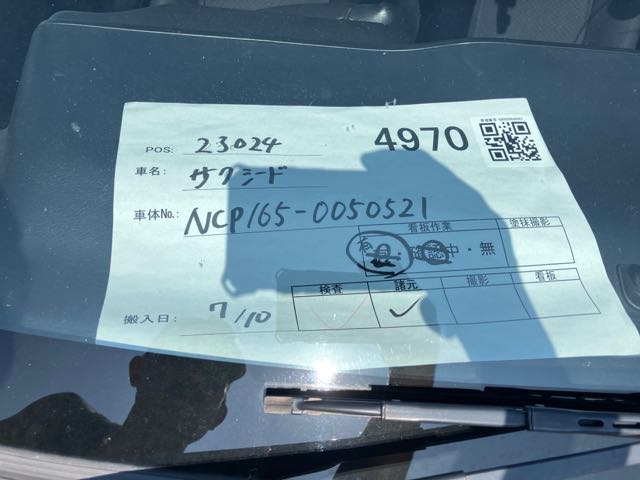 POS: 23024
4970
車名: サクシード
車体No.: NCP165-0050521
看板作業 塗抹撮影
確認中・無
検査 諸元 撮影 看板
搬入日: 7/10